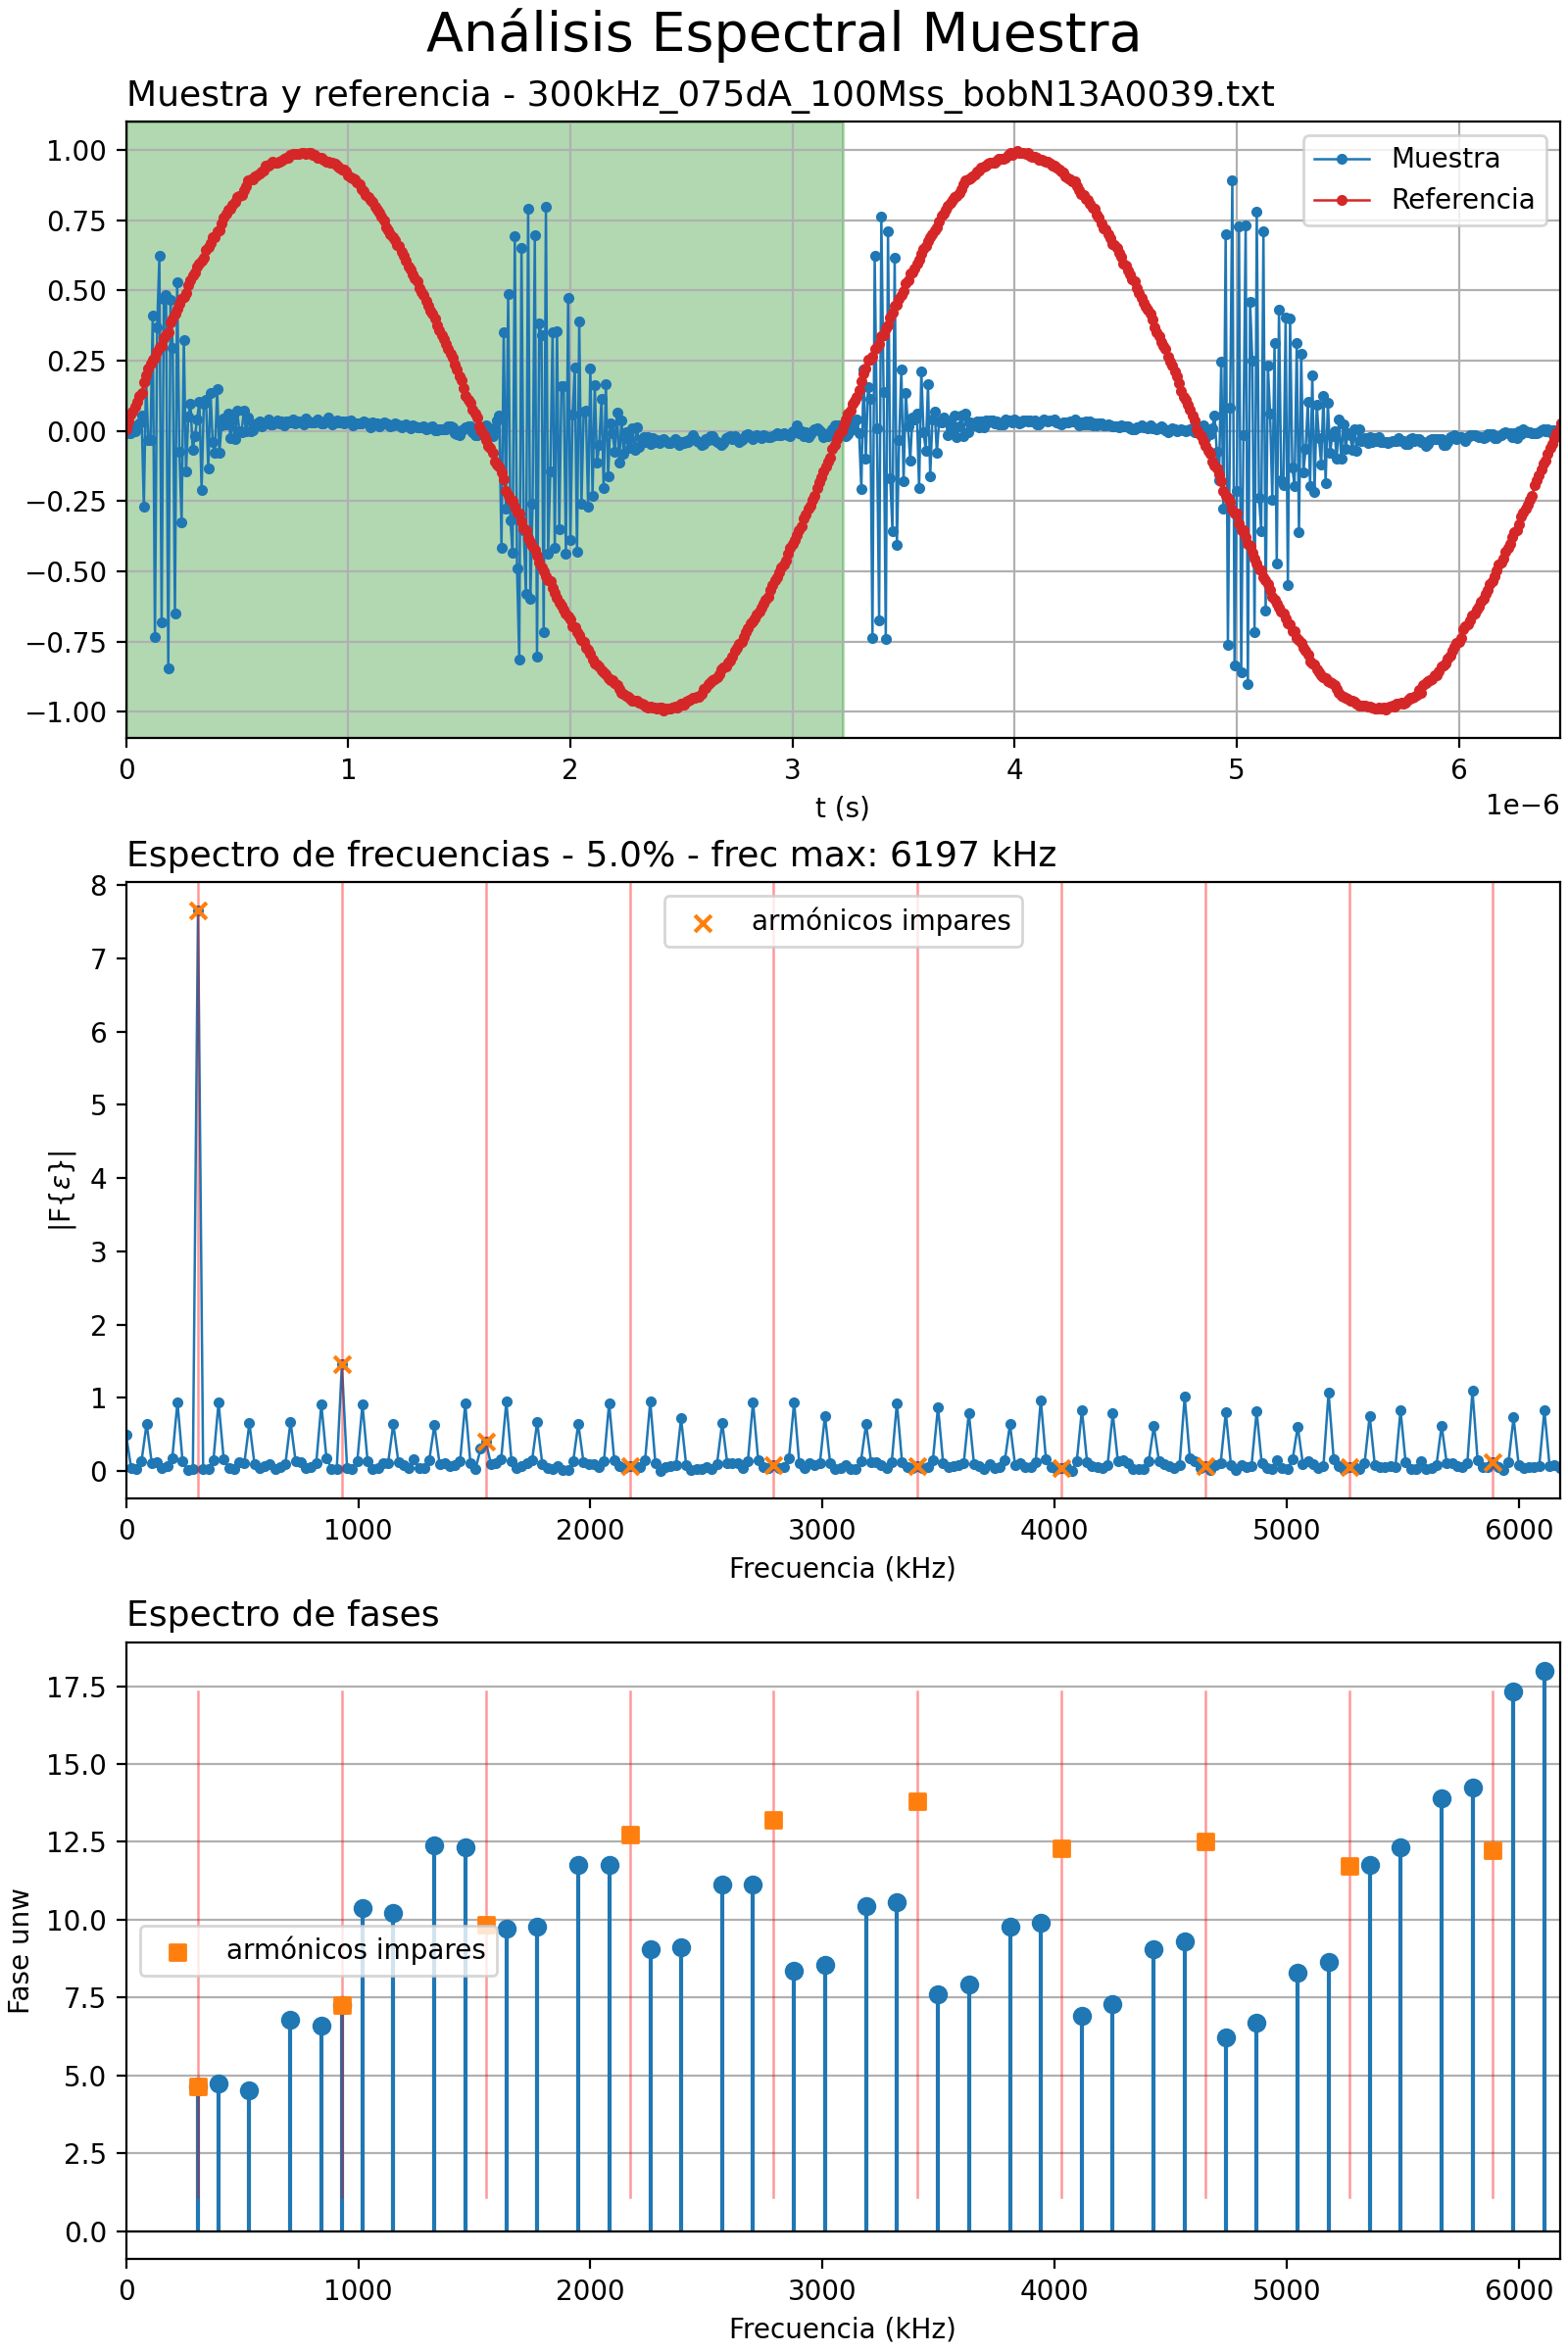 Análisis Espectral Muestra
Muestra y referencia - 300kHz_075dA_100Mss_bobN13A0039.txt
1.00
0.75
0.50
0.25
0.00
−0.25
−0.50
−0.75
−1.00
Muestra
Referencia
0 1 2 3 4 5 6
t (s)
1e−6
Espectro de frecuencias - 5.0% - frec max: 6197 kHz
8
7
6
5
4
3
2
1
0
|F{ε}|
armónicos impares
0 1000 2000 3000 4000 5000 6000
Frecuencia (kHz)
Espectro de fases
17.5
15.0
12.5
10.0
7.5
5.0
2.5
0.0
Fase unw
armónicos impares
0 1000 2000 3000 4000 5000 6000
Frecuencia (kHz)